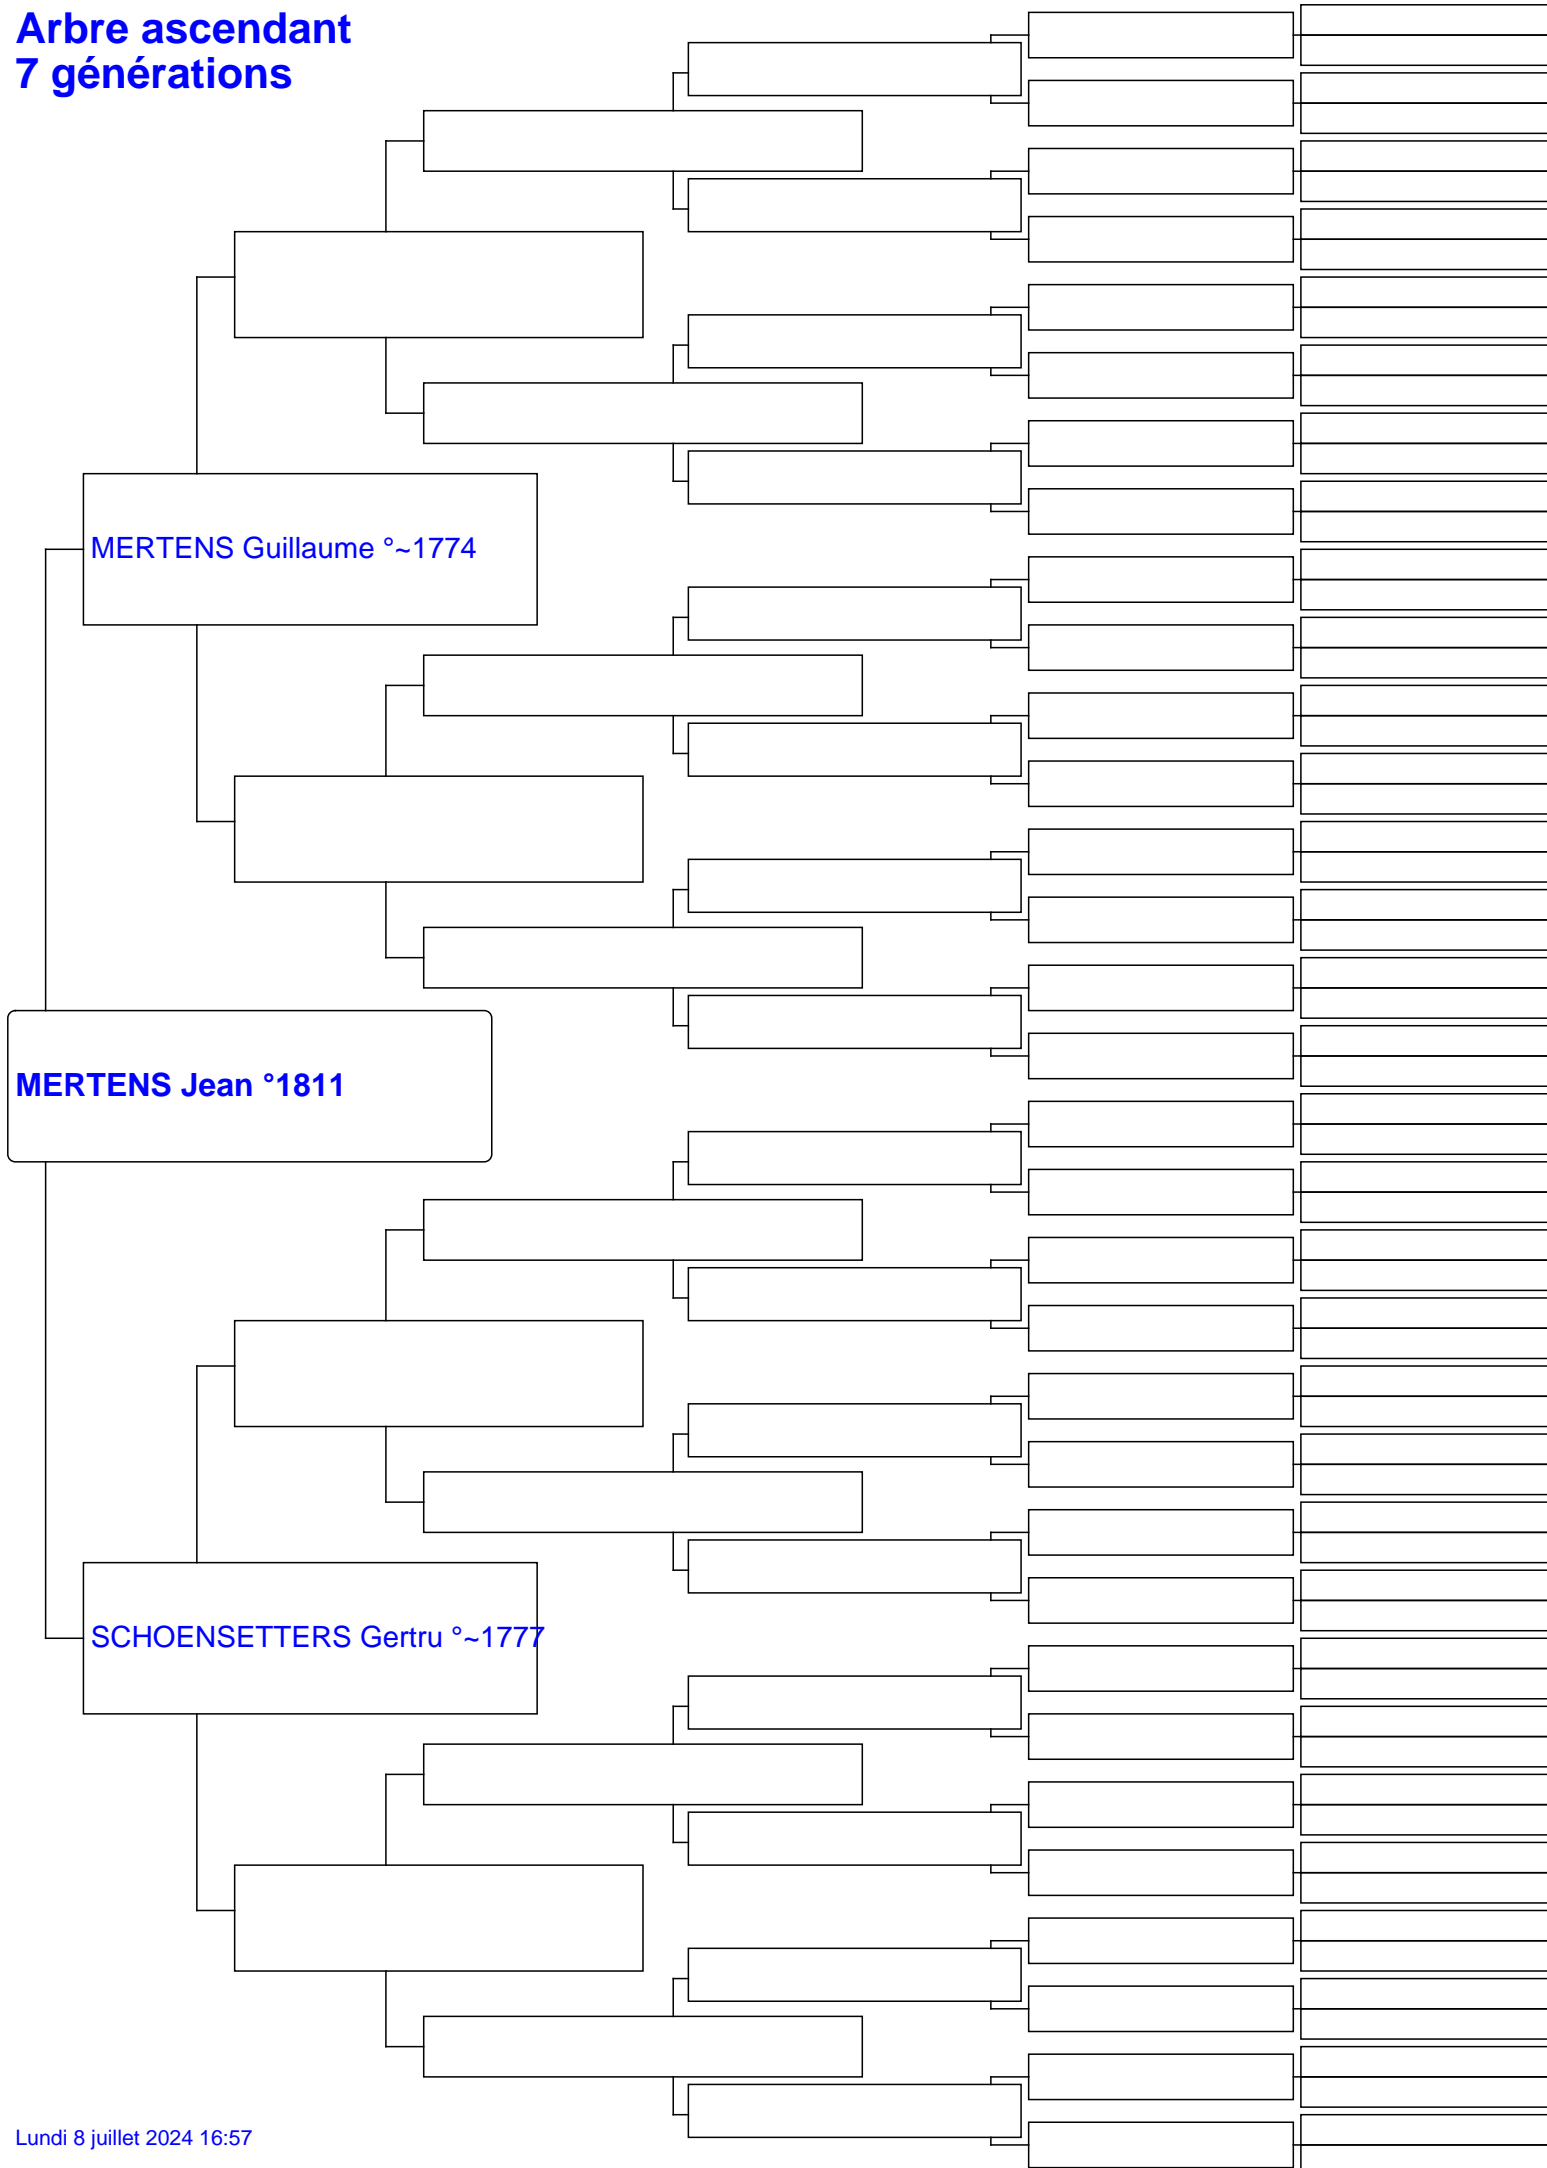 Arbre ascendant
7 générations
MERTENS Guillaume °~1774
MERTENS Jean °1811
SCHOENSETTERS Gertru °~1777
Lundi 8 juillet 2024 16:57